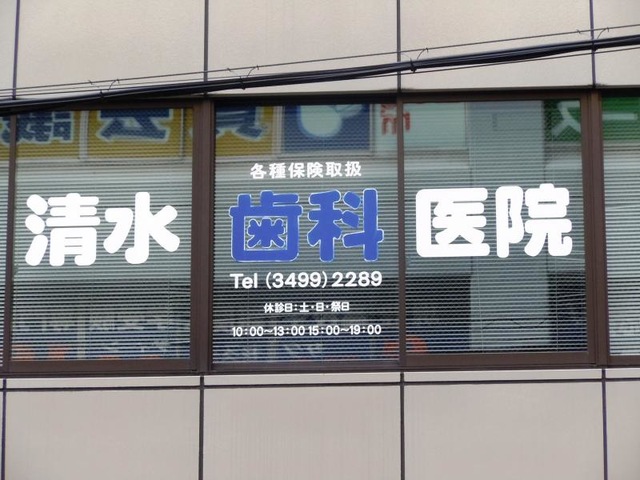 各種保険取扱
清水 歯科 医院
Tel (3499) 2289
休診日:土・日・祭日
10:00～13:00 15:00～19:00